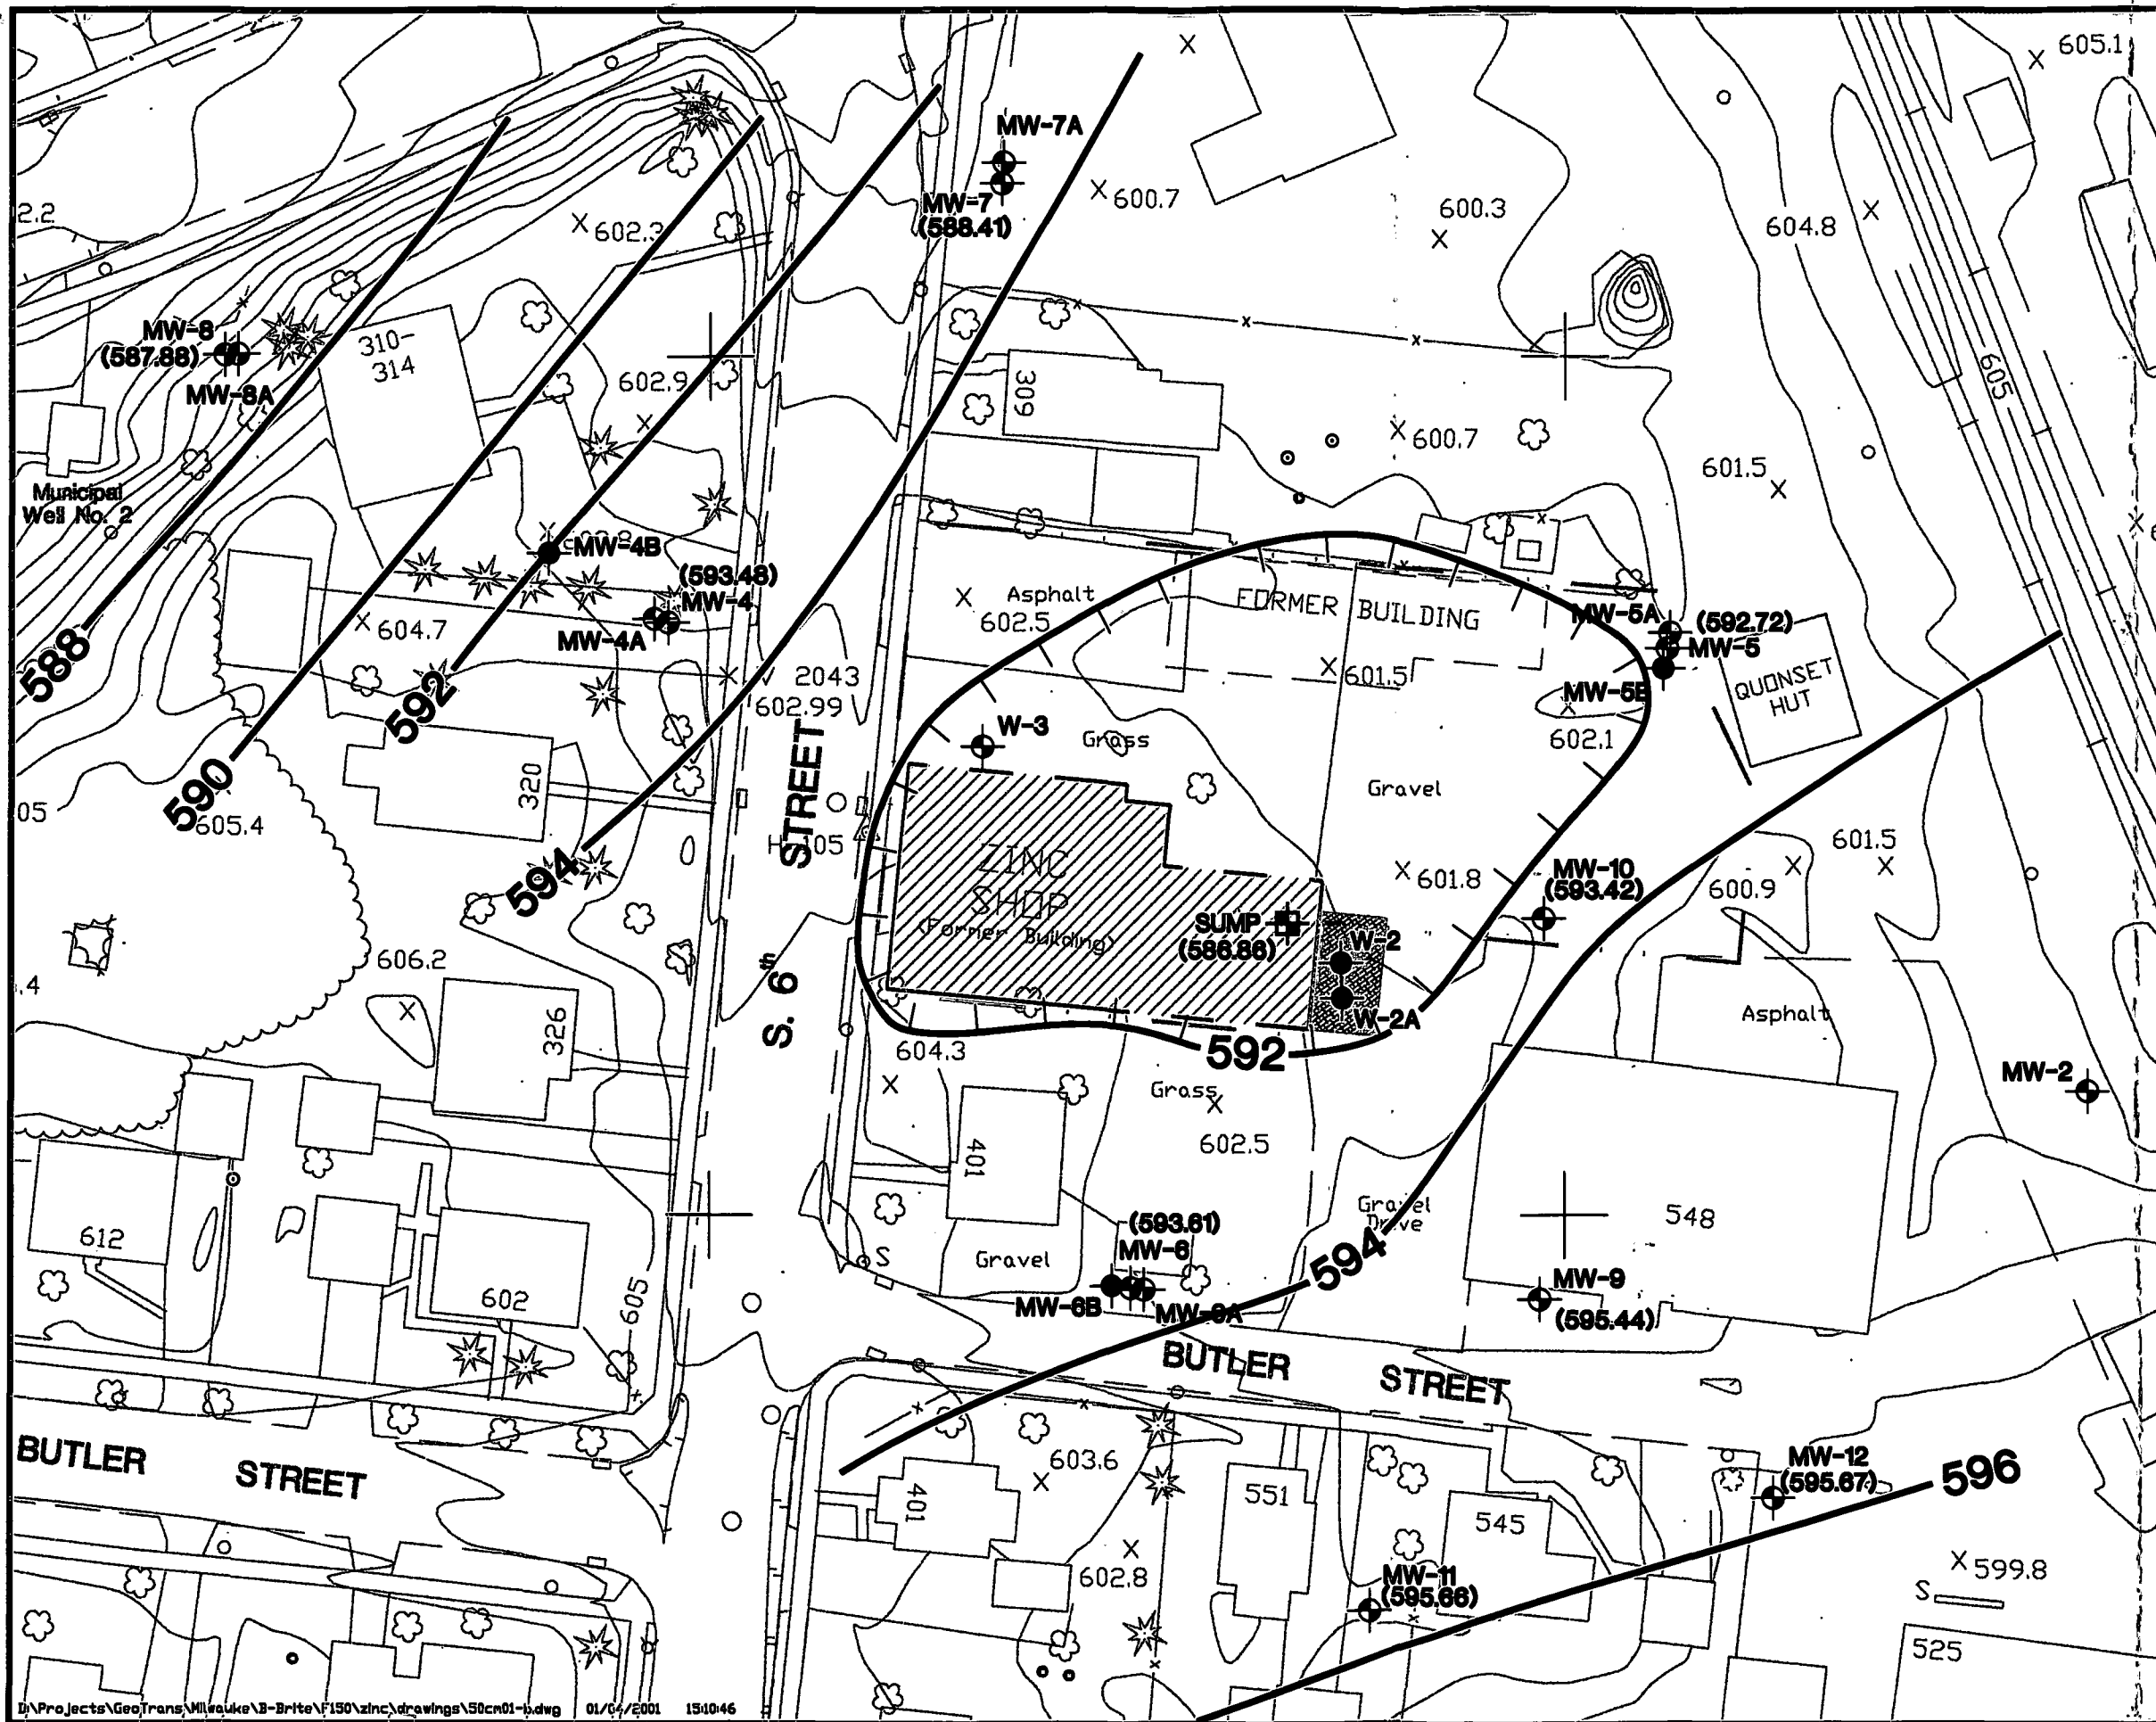 605.1
MW-7A
600.7
MW-7
(588.41)
600.3
604.8
2.2
602.3
MW-8
(587.88)
MW-8A
310-
314
602.9
309
600.7
605
601.5
Municipal
Well No. 2
MW-4B
(593.48)
MW-4
MW-4A
604.7
Asphalt
602.5
FORMER BUILDING
MW-5A
(592.72)
MW-5
MW-5B
601.5
QUONSET
HUT
588
592
2043
602.99
W-3
Grass
602.1
590
605.4
05
320
STREET
Gravel
594
ZINC
SHOP
(Former Building)
601.8
MW-10
(593.42)
601.5
600.9
SUMP
(586.86)
W-2
W-2A
606.2
.4
326
S. 6
604.3
592
Asphalt
MW-2
Grass
602.5
401
612
602
605
S
Gravel
(593.61)
MW-6
MW-6B
MW-6A
Gravel
Drive
594
548
MW-9
(595.44)
BUTLER STREET
BUTLER STREET
603.6
401
551
545
MW-12
(595.67)
596
602.8
MW-11
(595.66)
599.8
S
525
D:\Projects\GeoTrans\Milwauke\B-Brite\F150\zinc\drawings\50cm01-b.dwg 01/04/2001 15:10:46